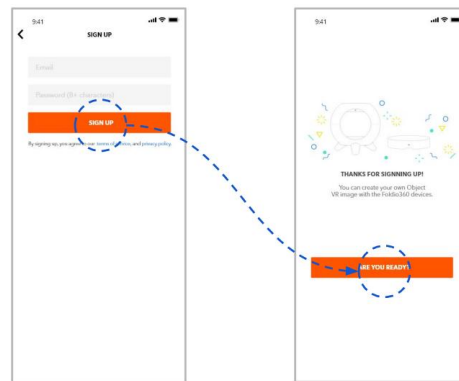 9:41
SIGN UP
Email
Password (8+ characters)
SIGN UP
By signing up, you agree to our terms of service, and privacy policy
9:41
THANKS FOR SIGNNING UP!
You can create your own Object
VR image with the Fokso360 devices.
ARE YOU READY?